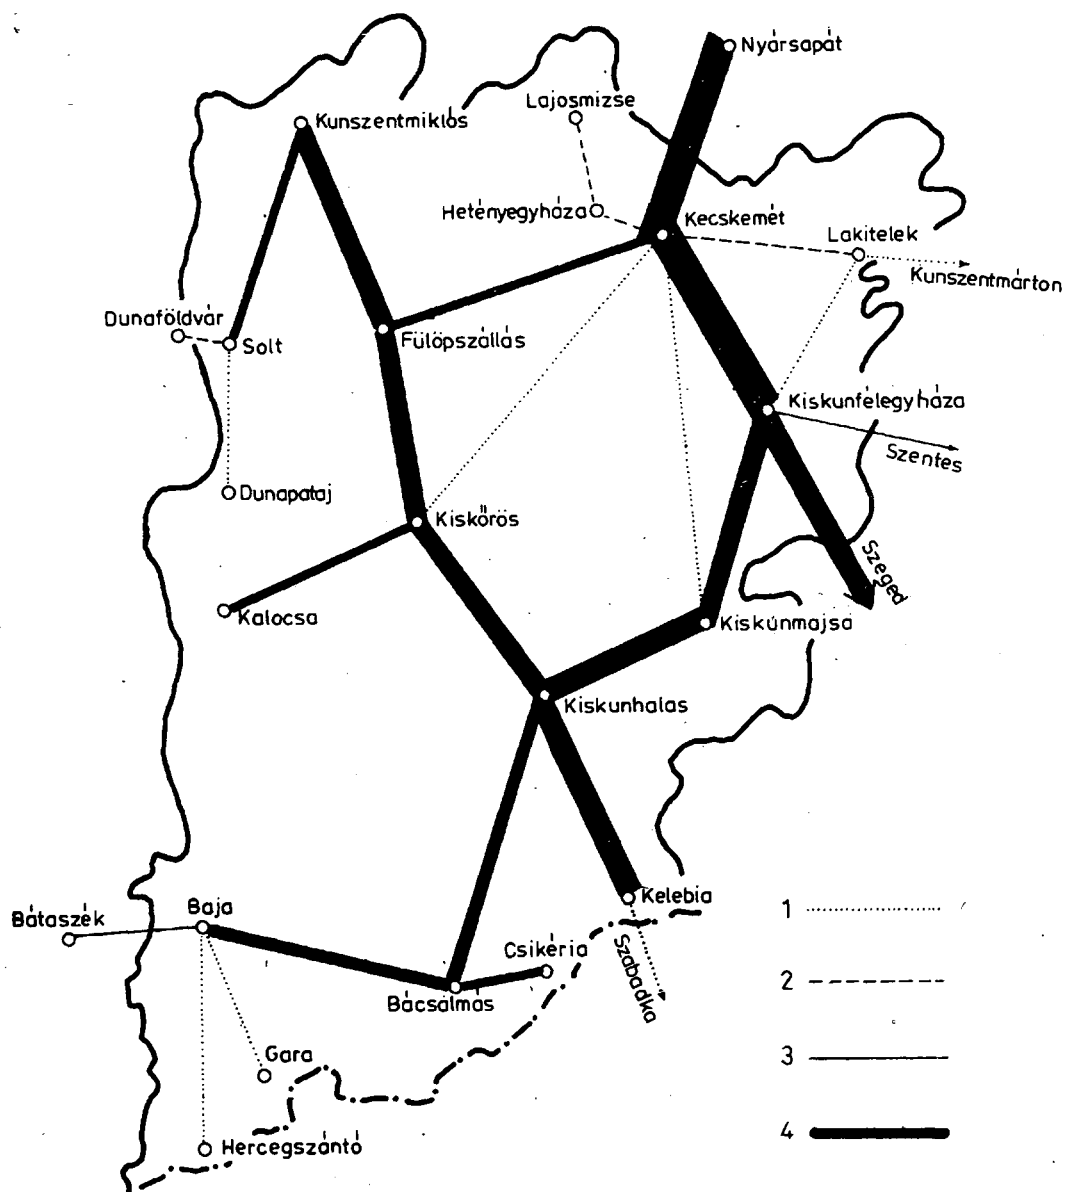 Nyársapát
Lajosmizse
Kunszentmiklós
Hetényegyháza
Kecskemét
Lakitelek
Kunszentmárton
Dunaföldvár
Solt
Fülöpszállás
Kiskunfélegyháza
Szentes
Dunapataj
Kiskőrös
Szeged
Kalocsa
Kiskúnmajsa
Kiskunhalas
Kelebia
Baja
Bátaszék
Csikéria
Szabadka
Bácsalmás
Gara
Hercegszántó
1
2
3
4